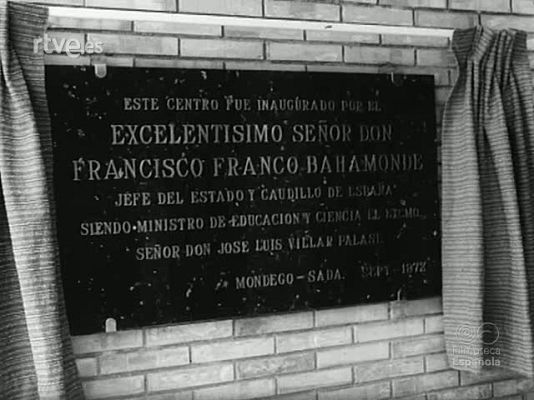 rtve.es
ESTE CENTRO FUE INAUGURADO POR EL
EXCELENTISIMO SEÑOR DON
FRANCISCO FRANCO BAHAMONDE
JEFE DEL ESTADO Y CAUDILLO DE ESPAÑA
SIENDO MINISTRO DE EDUCACION Y CIENCIA EL EXCMO.
SEÑOR DON JOSE LUIS VILLAR PALASI.
MONDEGO-SADA. SEPT-1972
Filmoteca
Española